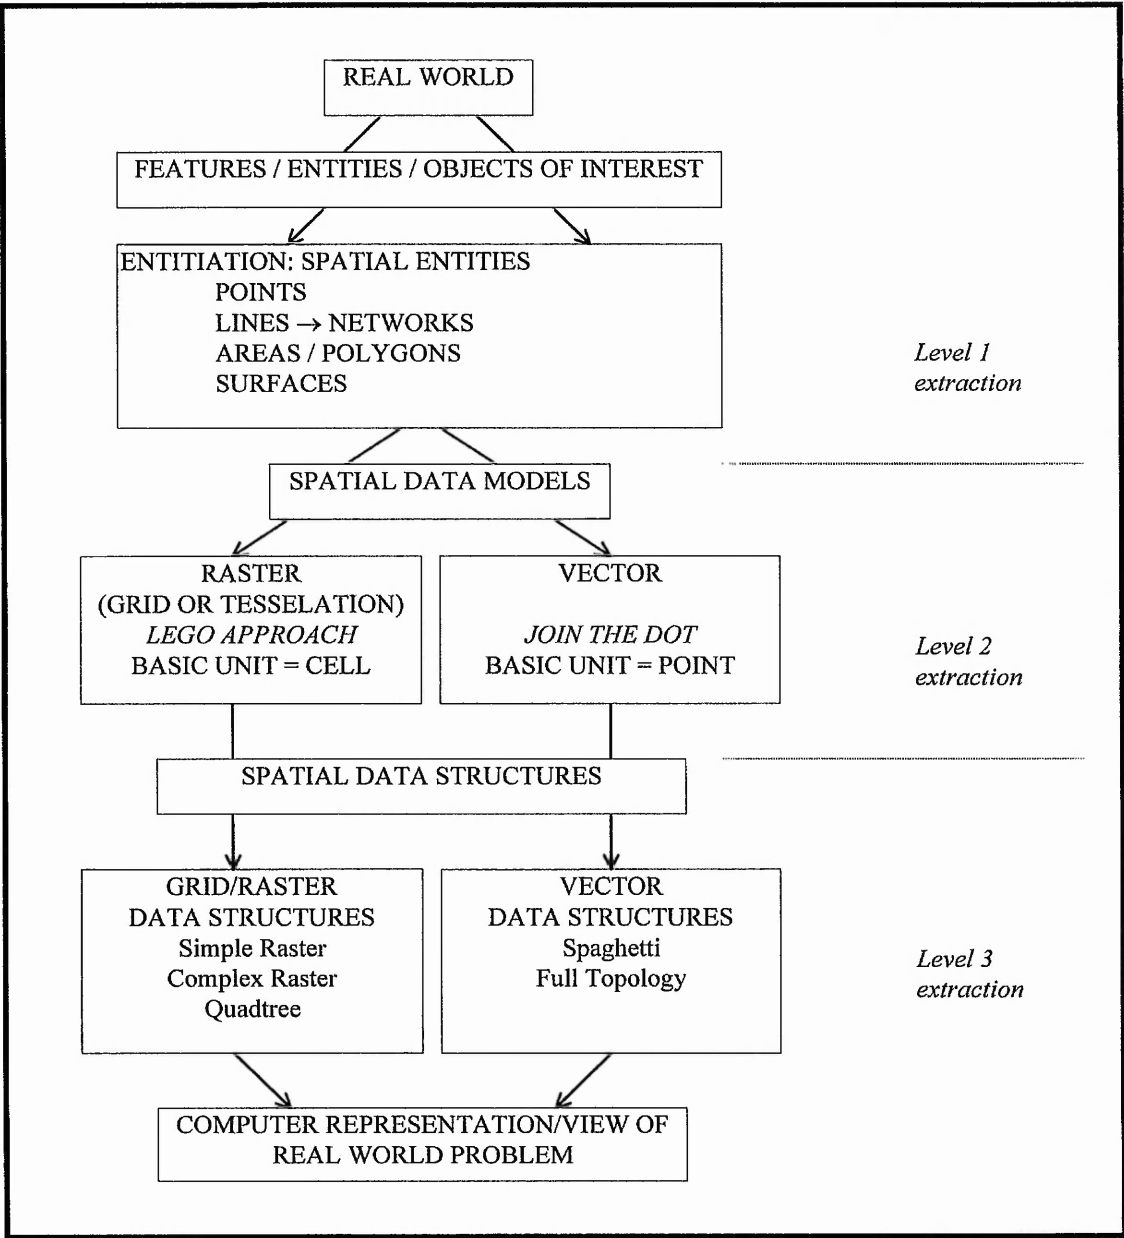 REAL WORLD
FEATURES / ENTITIES / OBJECTS OF INTEREST
ENTITIATION: SPATIAL ENTITIES
POINTS
LINES → NETWORKS
AREAS / POLYGONS
SURFACES
Level 1
extraction
SPATIAL DATA MODELS
RASTER
(GRID OR TESSELATION)
LEGO APPROACH
BASIC UNIT = CELL
VECTOR
JOIN THE DOT
BASIC UNIT = POINT
Level 2
extraction
SPATIAL DATA STRUCTURES
GRID/RASTER
DATA STRUCTURES
Simple Raster
Complex Raster
Quadtree
VECTOR
DATA STRUCTURES
Spaghetti
Full Topology
Level 3
extraction
COMPUTER REPRESENTATION/VIEW OF
REAL WORLD PROBLEM